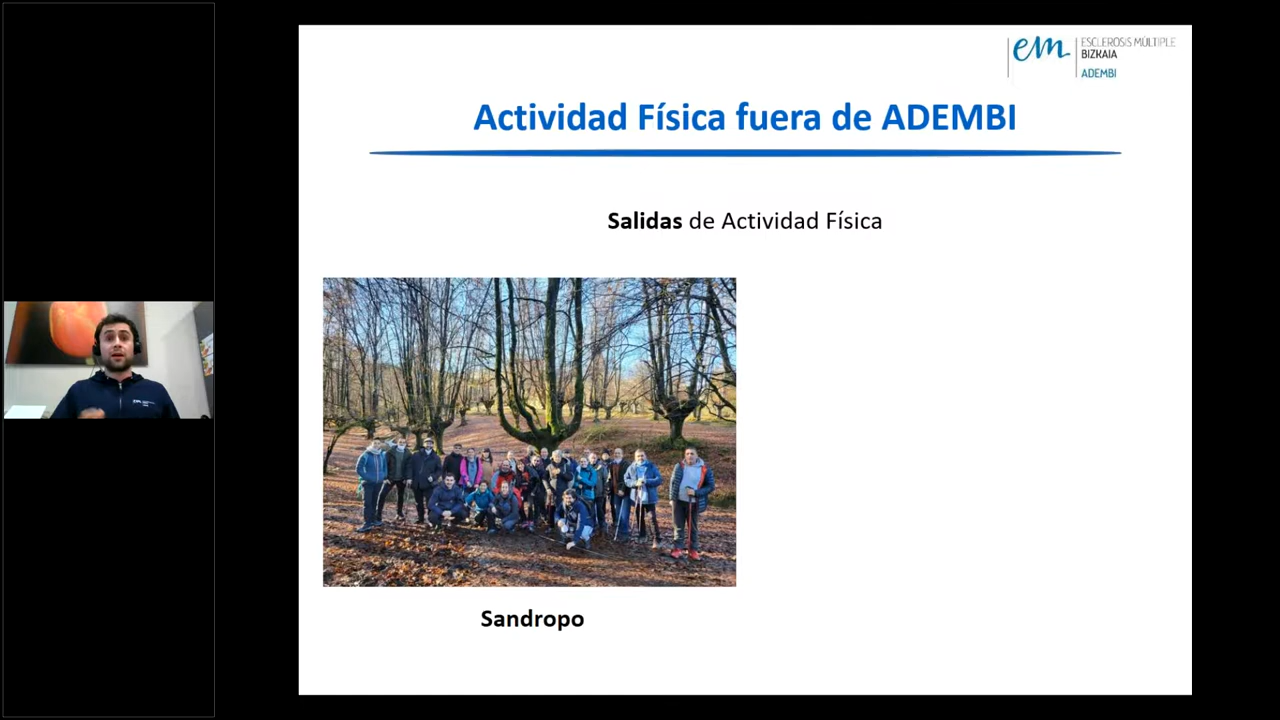 em
ESCLEROSIS MÚLTIPLE
BIZKAIA
ADEMBI
Actividad Física fuera de ADEMBI
Salidas de Actividad Física
Sandropo